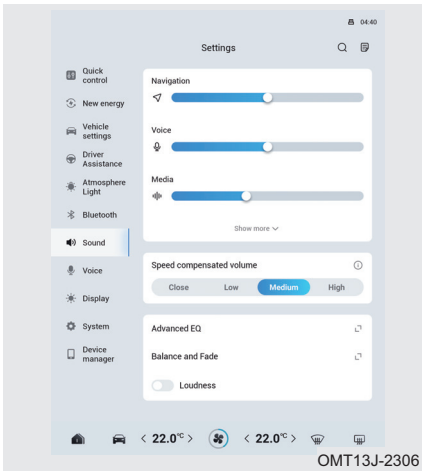 04:40
Settings
Quick
control
New energy
Vehicle
settings
Driver
Assistance
Atmosphere
Light
Bluetooth
Sound
Voice
Display
System
Device
manager
Navigation
Voice
Media
Show more
Speed compensated volume
Close Low Medium High
Advanced EQ
Balance and Fade
Loudness
< 22.0℃ > < 22.0℃ >
OMT13J-2306